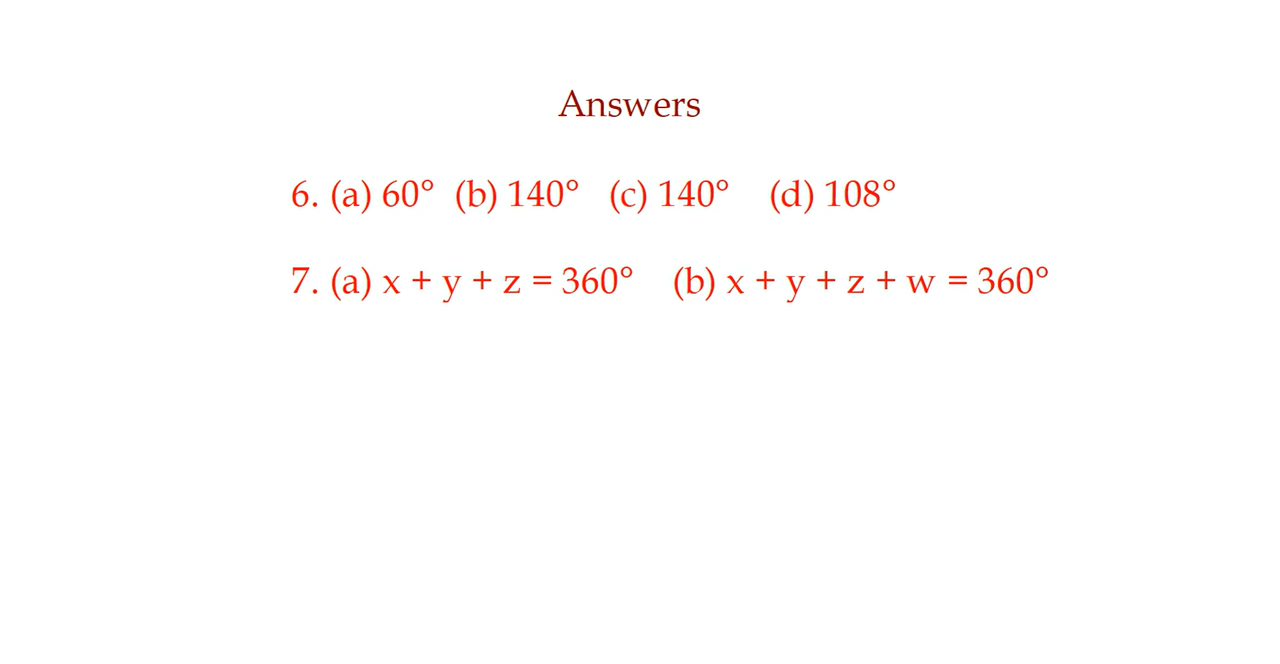 Answers
6. (a) 60° (b) 140° (c) 140° (d) 108°
7. (a) x + y + z = 360° (b) x + y + z + w = 360°